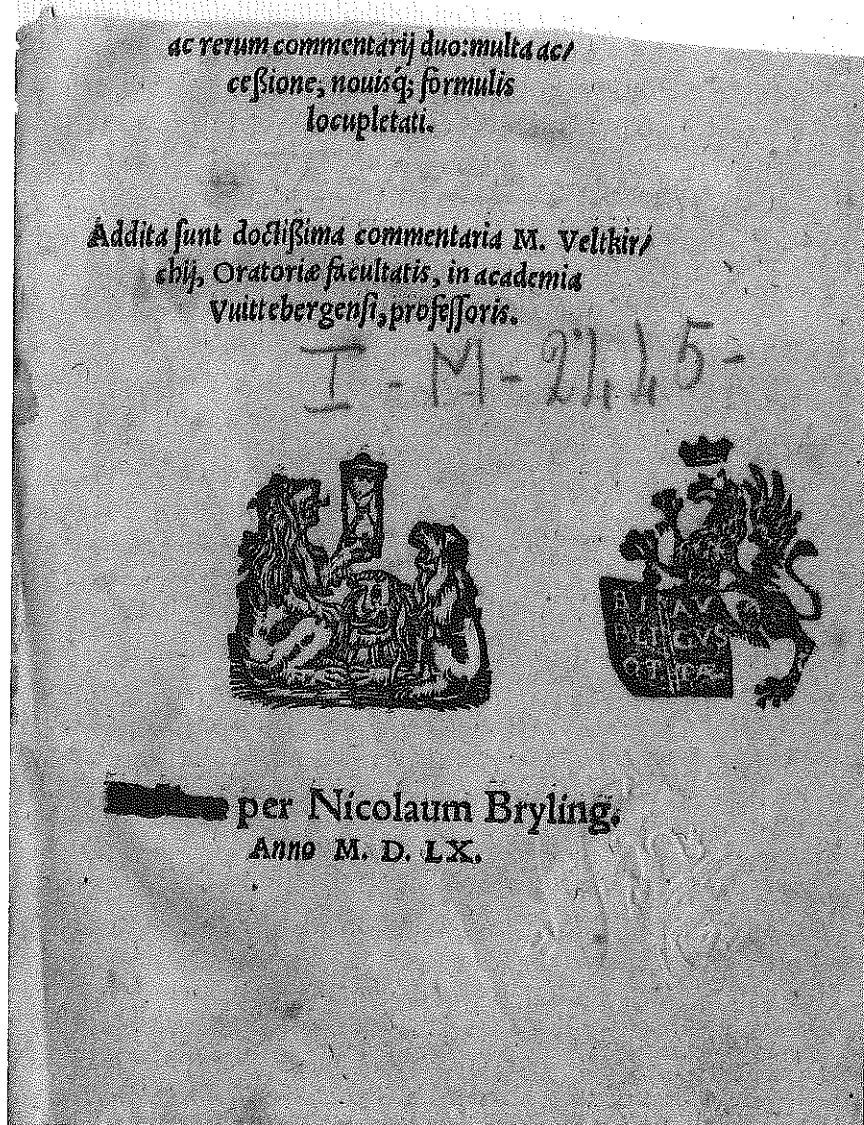 ac rerum commentarij duo: multa ac/
ceßione, nouisq́; formulis
locupletati.
Addita sunt doctißima commentaria M. Veltkir/
chij, Oratoriæ facultatis, in academia
Vuittebergensi, professoris.
I - M - 
per Nicolaum Bryling.
Anno M. D. LX.